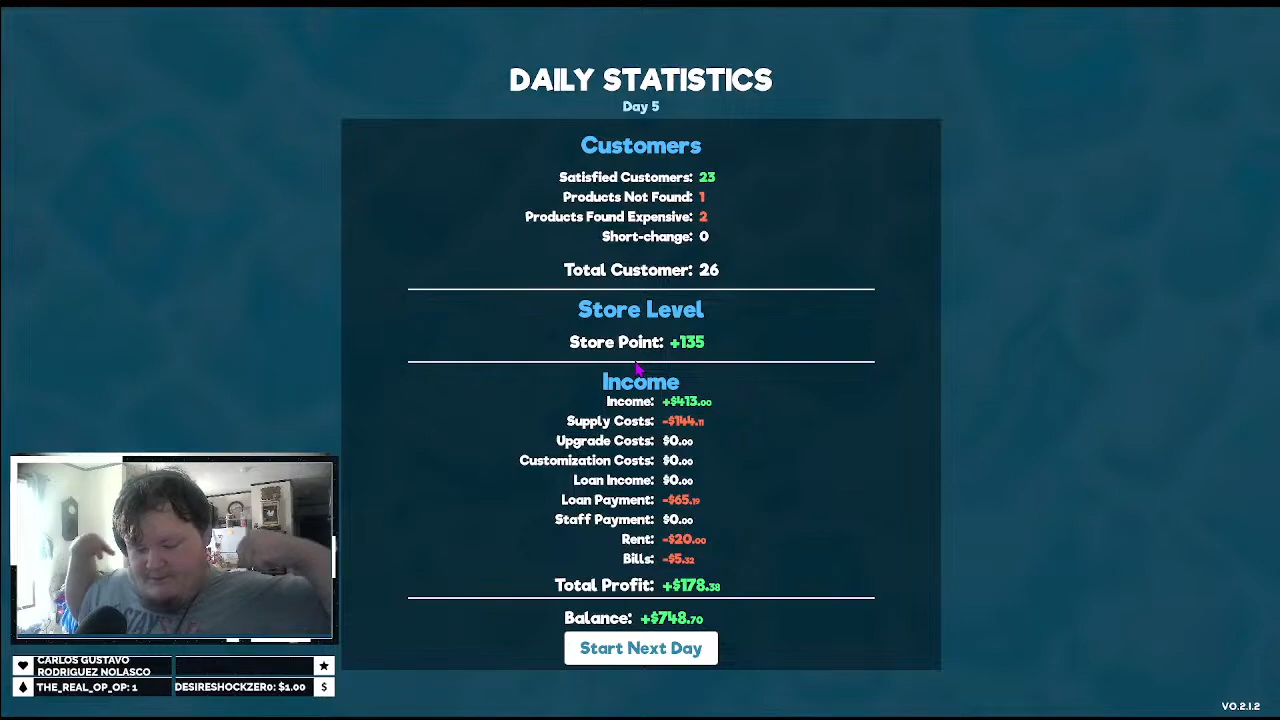 DAILY STATISTICS
Day 5
Customers
Satisfied Customers: 23
Products Not Found: 1
Products Found Expensive: 2
Short-change: 0
Total Customer: 26
Store Level
Store Point: +135
Income
Income: +$413.00
Supply Costs: -$144.11
Upgrade Costs: $0.00
Customization Costs: $0.00
Loan Income: $0.00
Loan Payment: -$65.19
Staff Payment: $0.00
Rent: -$20.00
Bills: -$5.32
Total Profit: +$178.38
Balance: +$748.70
Start Next Day
CARLOS GUSTAVO
RODRIGUEZ NOLASCO
THE_REAL_OP_OP: 1
DESIRESHOCKZER0: $1.00
$
V0.2.1.2